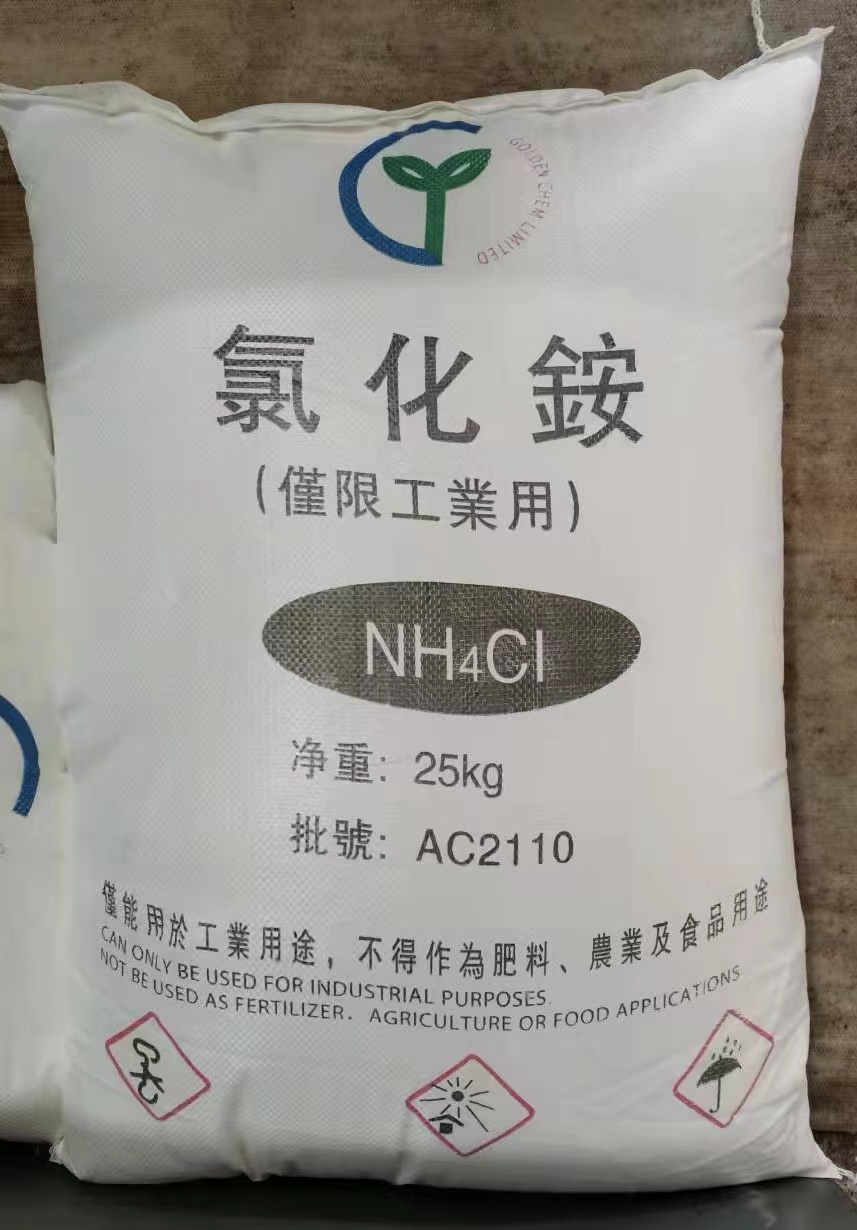 GOLDEN CHEM LIMITED
氯化銨
(僅限工業用)
NH4Cl
净重: 25kg
批號: AC2110
僅能用於工業用途，不得作為肥料、農業及食品用途
CAN ONLY BE USED FOR INDUSTRIAL PURPOSES.
NOT BE USED AS FERTILIZER. AGRICULTURE OR FOOD APPLICATIONS